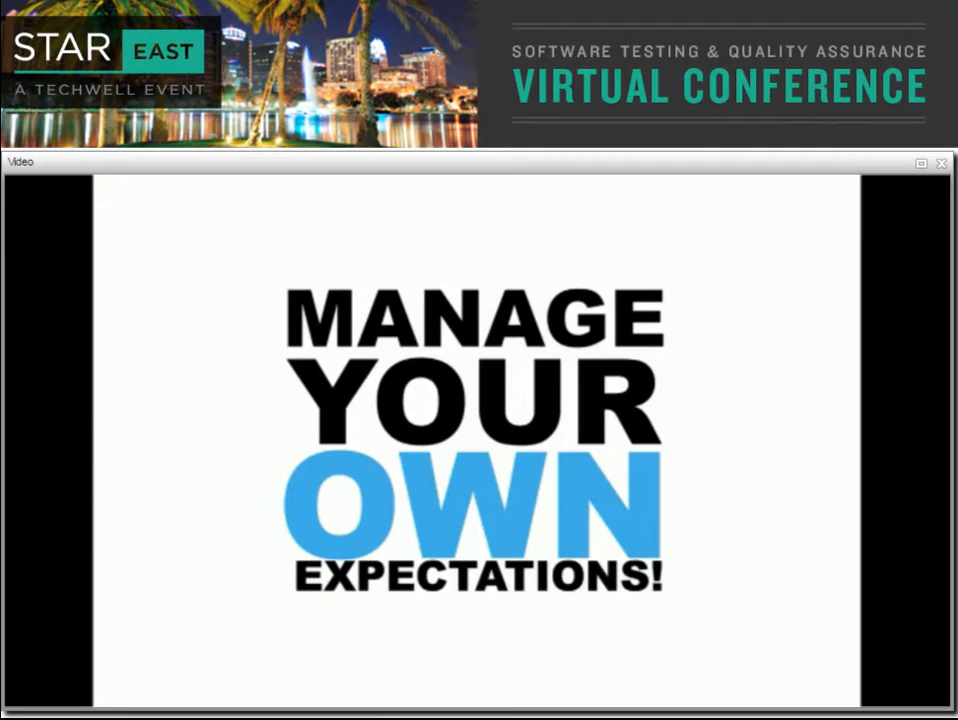 STAR EAST
A TECHWELL EVENT
SOFTWARE TESTING & QUALITY ASSURANCE
VIRTUAL CONFERENCE
Video
MANAGE
YOUR
OWN
EXPECTATIONS!